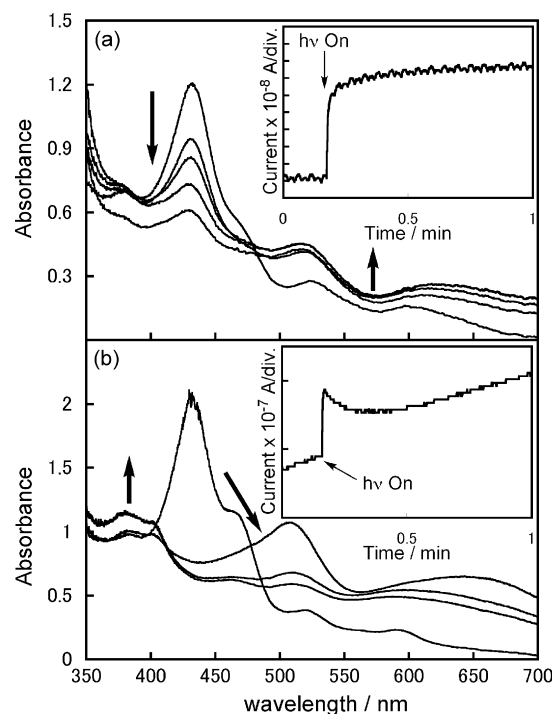 (a)
hν On
Current x 10⁻⁸ A/div.
0
0.5
1
Time / min
1.5
1.2
0.9
0.6
0.3
Absorbance
(b)
hν On
Current x 10⁻⁷ A/div.
0.5
1
Time / min
2
1.5
1
0.5
0
Absorbance
350 400 450 500 550 600 650 700
wavelength / nm